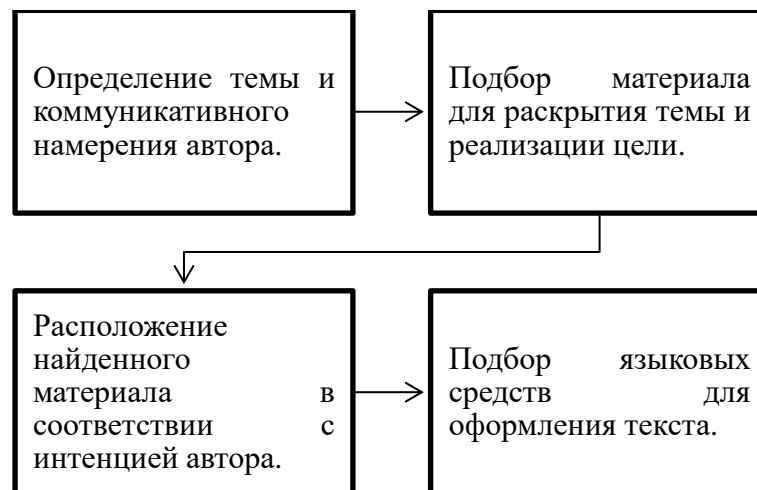 Определение темы и
коммуникативного
намерения автора.
Подбор материала
для раскрытия темы и
реализации цели.
Расположение
найденного
материала в
соответствии с
интенцией автора.
Подбор языковых
средств для
оформления текста.